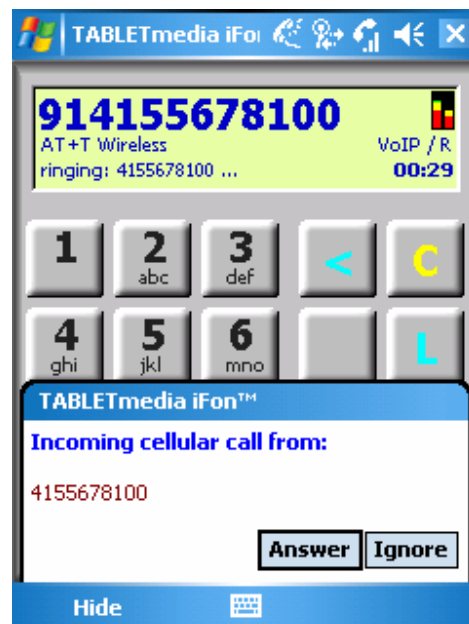 TABLETmedia iFo
914155678100
AT+T Wireless VoIP / R
ringing: 4155678100 ... 00:29
1 2 3 < C
abc def
4 5 6 L
ghi jkl mno
TABLETmedia iFon™
Incoming cellular call from:
4155678100
Answer Ignore
Hide